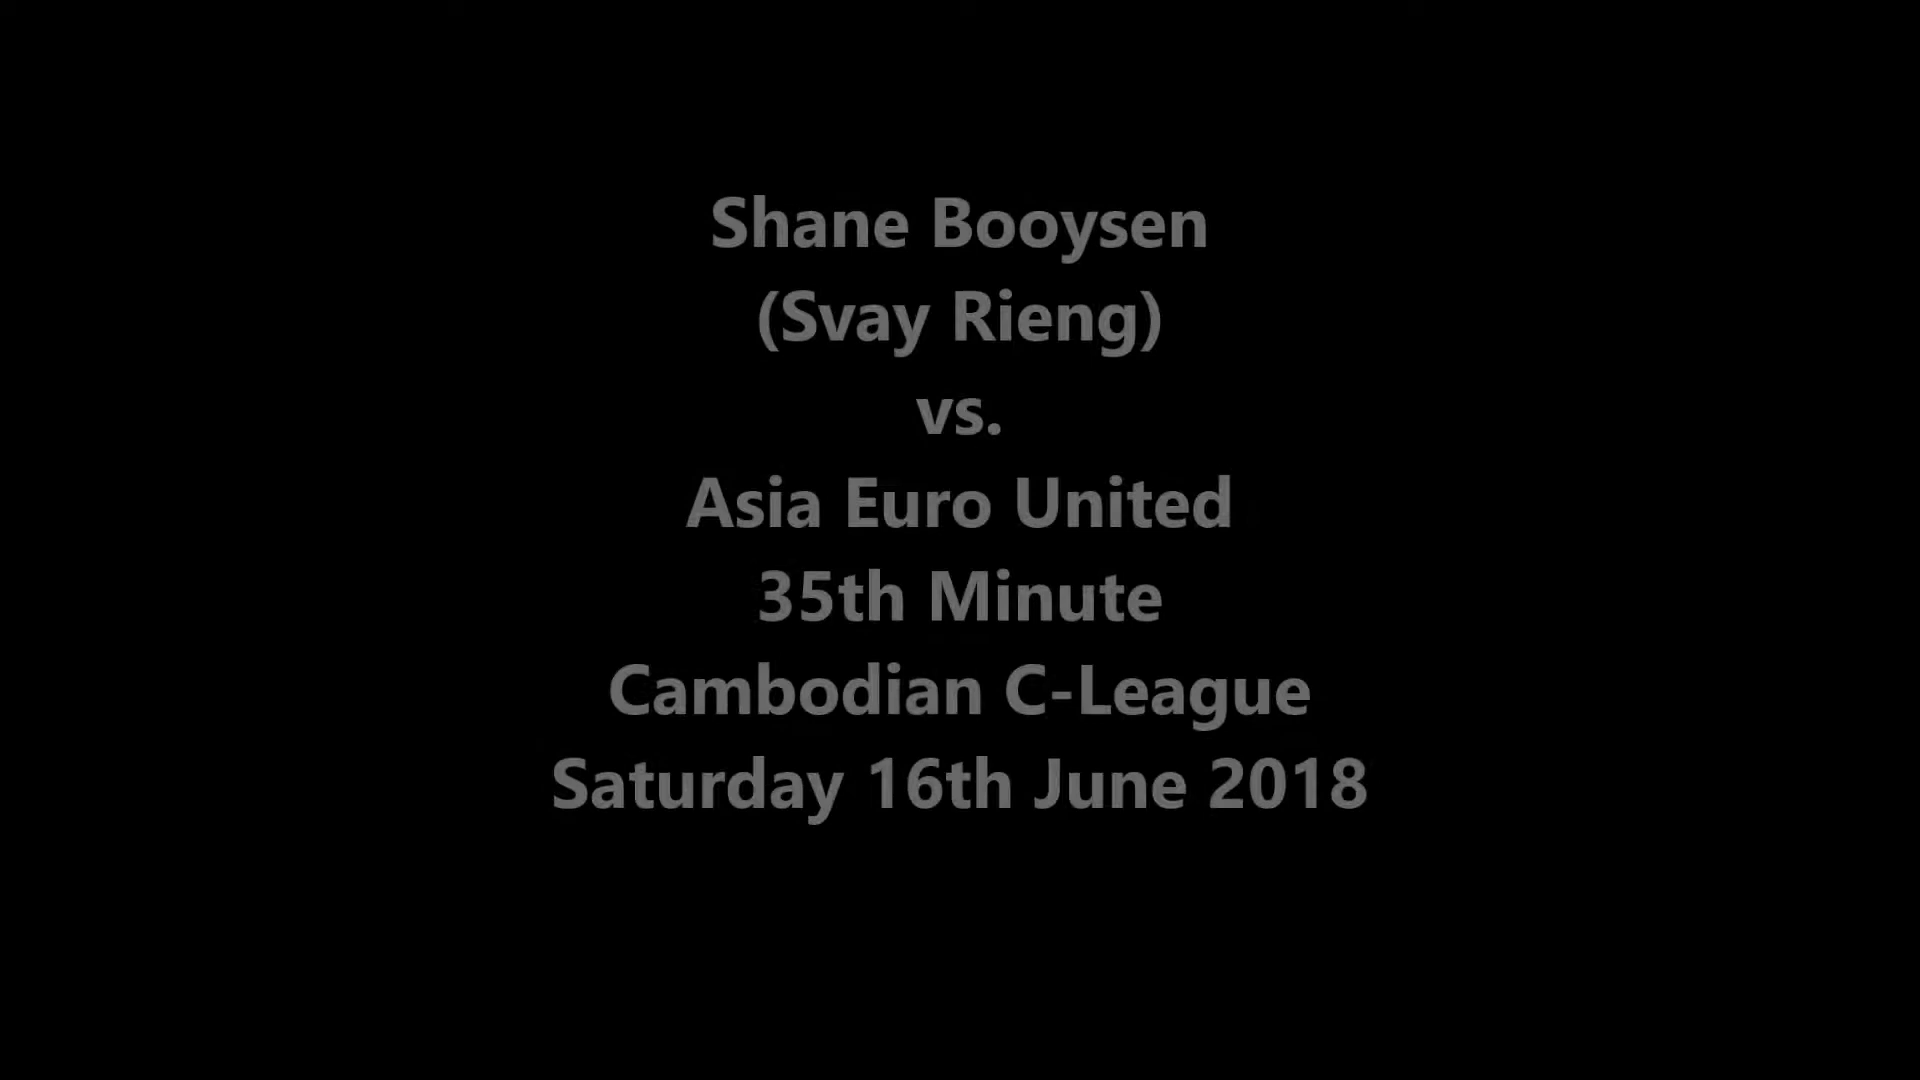 Shane Booysen
(Svay Rieng)
vs.
Asia Euro United
35th Minute
Cambodian C-League
Saturday 16th June 2018